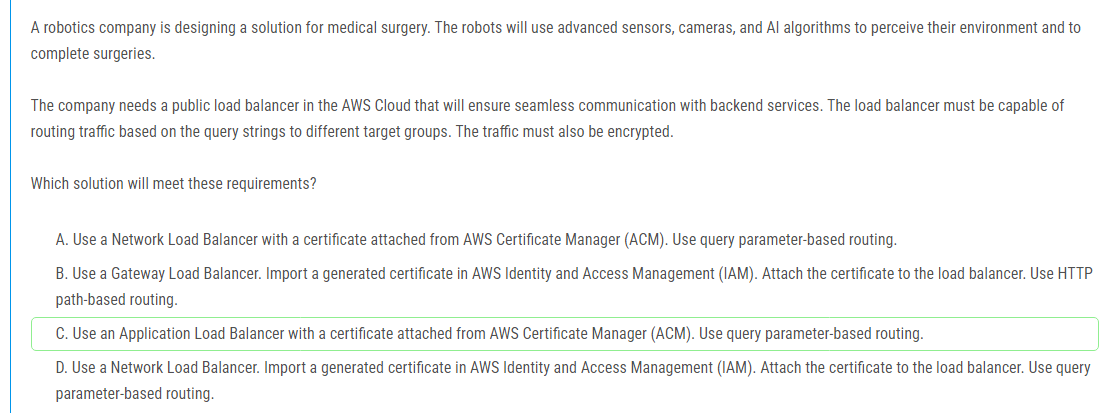 A robotics company is designing a solution for medical surgery. The robots will use advanced sensors, cameras, and AI algorithms to perceive their environment and to
complete surgeries.
The company needs a public load balancer in the AWS Cloud that will ensure seamless communication with backend services. The load balancer must be capable of
routing traffic based on the query strings to different target groups. The traffic must also be encrypted.
Which solution will meet these requirements?
A. Use a Network Load Balancer with a certificate attached from AWS Certificate Manager (ACM). Use query parameter-based routing.
B. Use a Gateway Load Balancer. Import a generated certificate in AWS Identity and Access Management (IAM). Attach the certificate to the load balancer. Use HTTP
path-based routing.
C. Use an Application Load Balancer with a certificate attached from AWS Certificate Manager (ACM). Use query parameter-based routing.
D. Use a Network Load Balancer. Import a generated certificate in AWS Identity and Access Management (IAM). Attach the certificate to the load balancer. Use query
parameter-based routing.